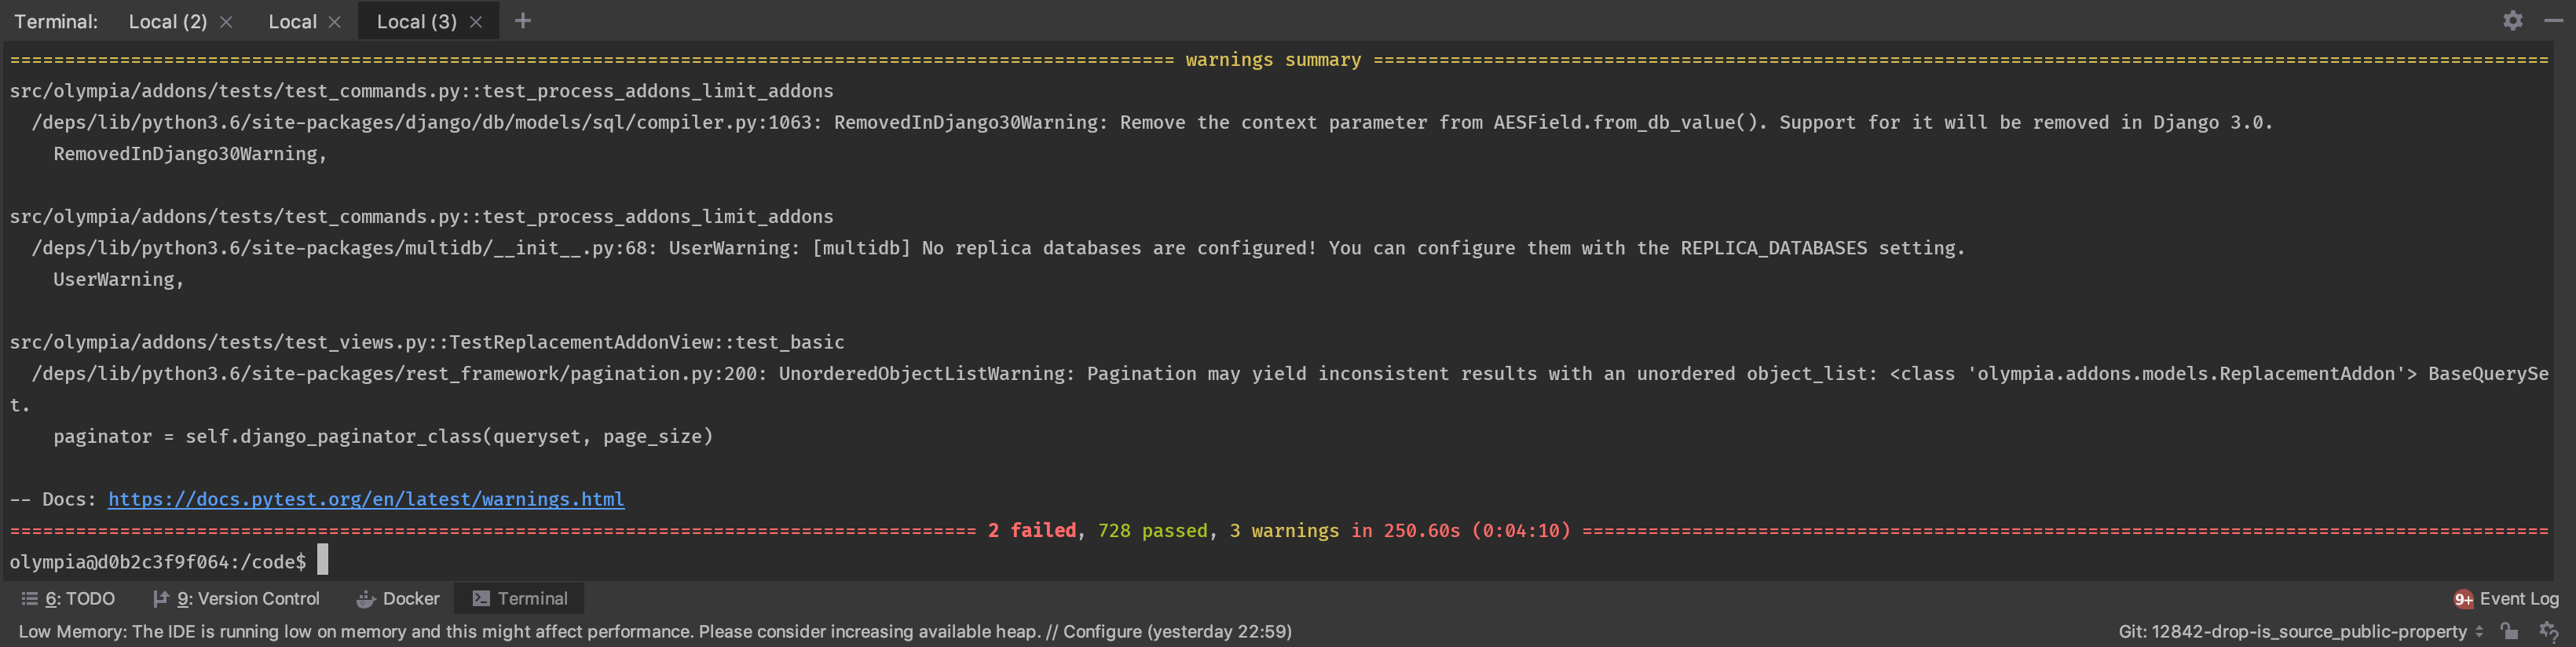 Terminal: Local (2) × Local × Local (3) × +
========================================================================================================== warnings summary ===========================================================================================================
src/olympia/addons/tests/test_commands.py::test_process_addons_limit_addons
/deps/lib/python3.6/site-packages/django/db/models/sql/compiler.py:1063: RemovedInDjango30Warning: Remove the context parameter from AESField.from_db_value(). Support for it will be removed in Django 3.0.
RemovedInDjango30Warning,
src/olympia/addons/tests/test_commands.py::test_process_addons_limit_addons
/deps/lib/python3.6/site-packages/multidb/__init__.py:68: UserWarning: [multidb] No replica databases are configured! You can configure them with the REPLICA_DATABASES setting.
UserWarning,
src/olympia/addons/tests/test_views.py::TestReplacementAddonView::test_basic
/deps/lib/python3.6/site-packages/rest_framework/pagination.py:200: UnorderedObjectListWarning: Pagination may yield inconsistent results with an unordered object_list: <class 'olympia.addons.models.ReplacementAddon'> BaseQuerySe
t.
paginator = self.django_paginator_class(queryset, page_size)
-- Docs: https://docs.pytest.org/en/latest/warnings.html
======================================================================================== 2 failed, 728 passed, 3 warnings in 250.60s (0:04:10) ========================================================================================
olympia@d0b2c3f9f064:/code$
6: TODO 9: Version Control Docker Terminal 9+ Event Log
Low Memory: The IDE is running low on memory and this might affect performance. Please consider increasing available heap. // Configure (yesterday 22:59) Git: 12842-drop-is_source_public-property